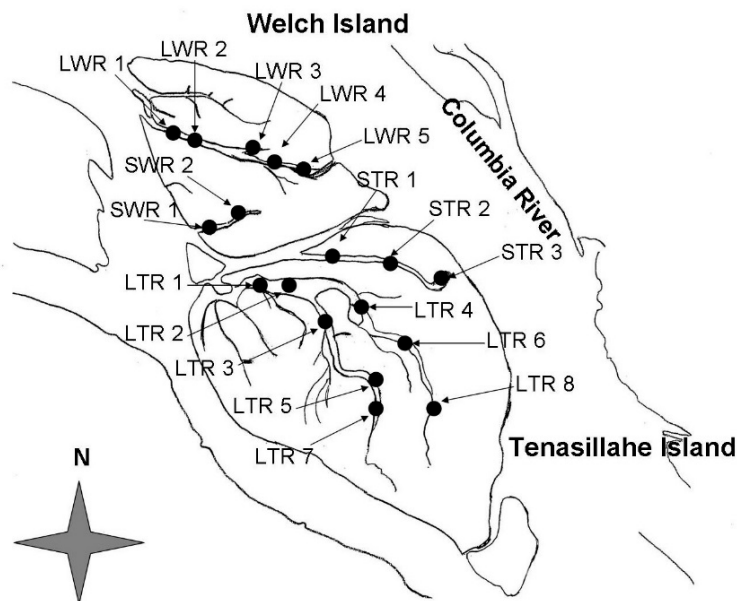 Welch Island
LWR 1
LWR 2
LWR 3
LWR 4
LWR 5
SWR 2
SWR 1
STR 1
STR 2
STR 3
Columbia River
LTR 1
LTR 2
LTR 3
LTR 4
LTR 6
LTR 5
LTR 8
LTR 7
Tenasillahe Island
N